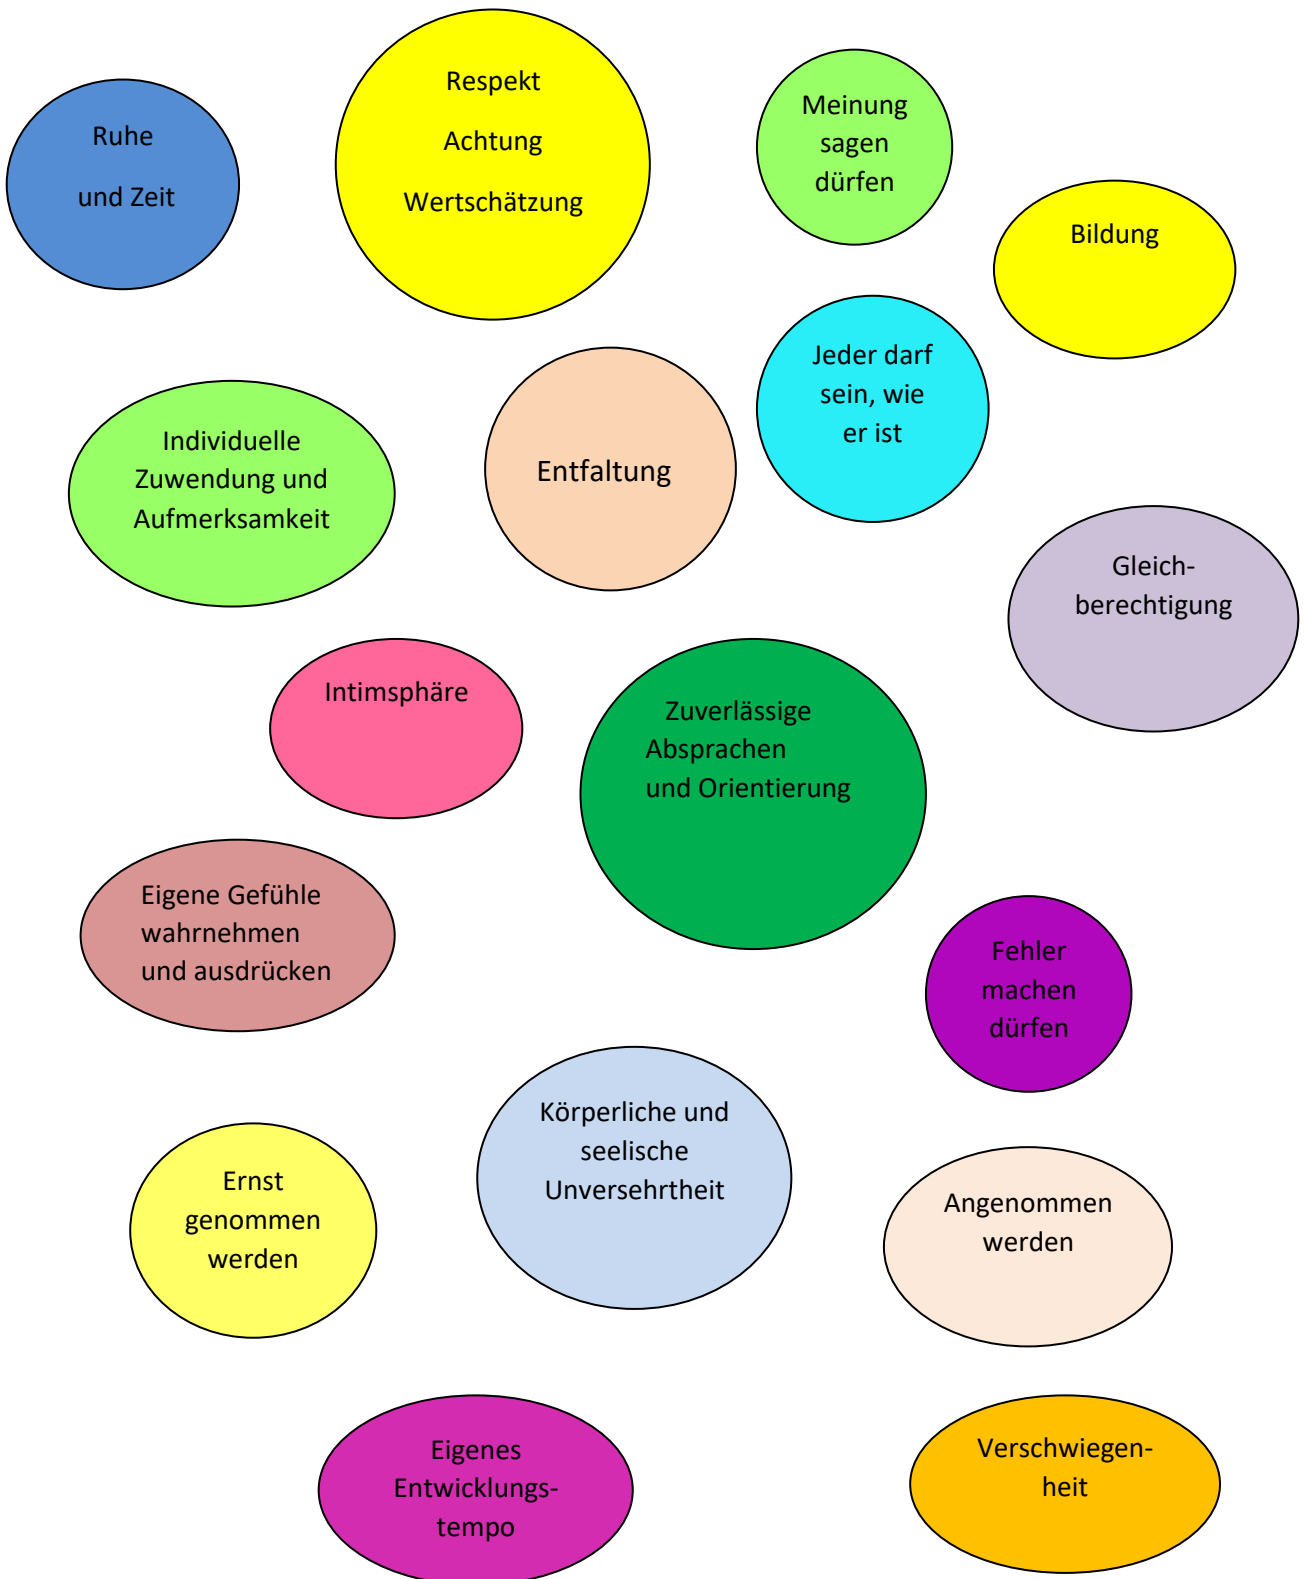 Ruhe
und Zeit
Respekt
Achtung
Wertschätzung
Meinung
sagen
dürfen
Bildung
Individuelle
Zuwendung und
Aufmerksamkeit
Entfaltung
Jeder darf
sein, wie
er ist
Gleich-
berechtigung
Intimsphäre
Zuverlässige
Absprachen
und Orientierung
Eigene Gefühle
wahrnehmen
und ausdrücken
Fehler
machen
dürfen
Ernst
genommen
werden
Körperliche und
seelische
Unversehrtheit
Angenommen
werden
Eigenes
Entwicklungs-
tempo
Verschwiegen-
heit